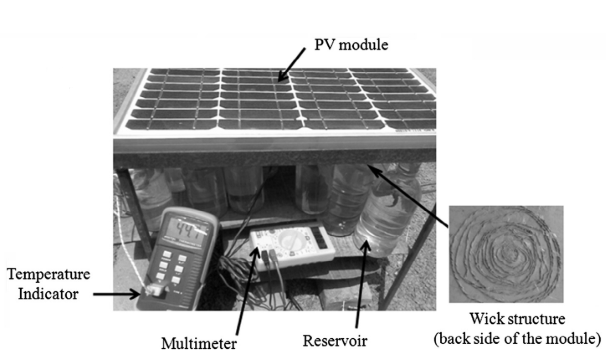 PV module
Temperature
Indicator
Multimeter
Reservoir
Wick structure
(back side of the module)